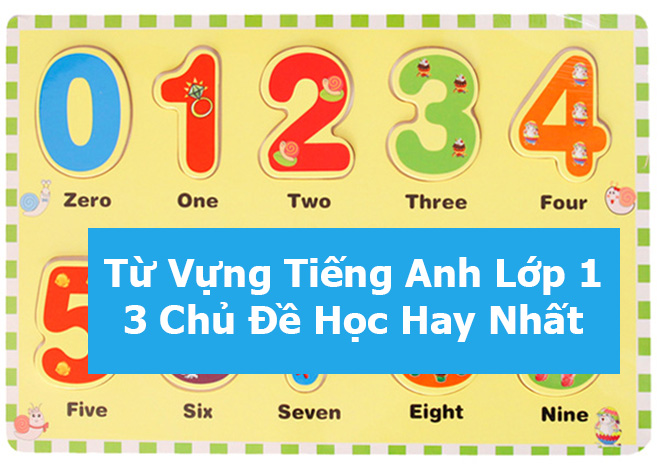 0 1 2 3 4
Zero One Two Three Four
Từ Vựng Tiếng Anh Lớp 1
3 Chủ Đề Học Hay Nhất
5
Five Six Seven Eight Nine